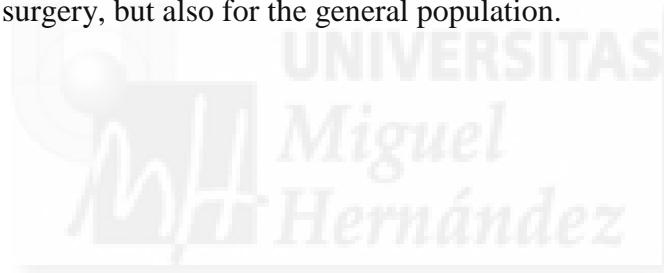 surgery, but also for the general population.
UNIVERSITAS
Miguel
Hernández